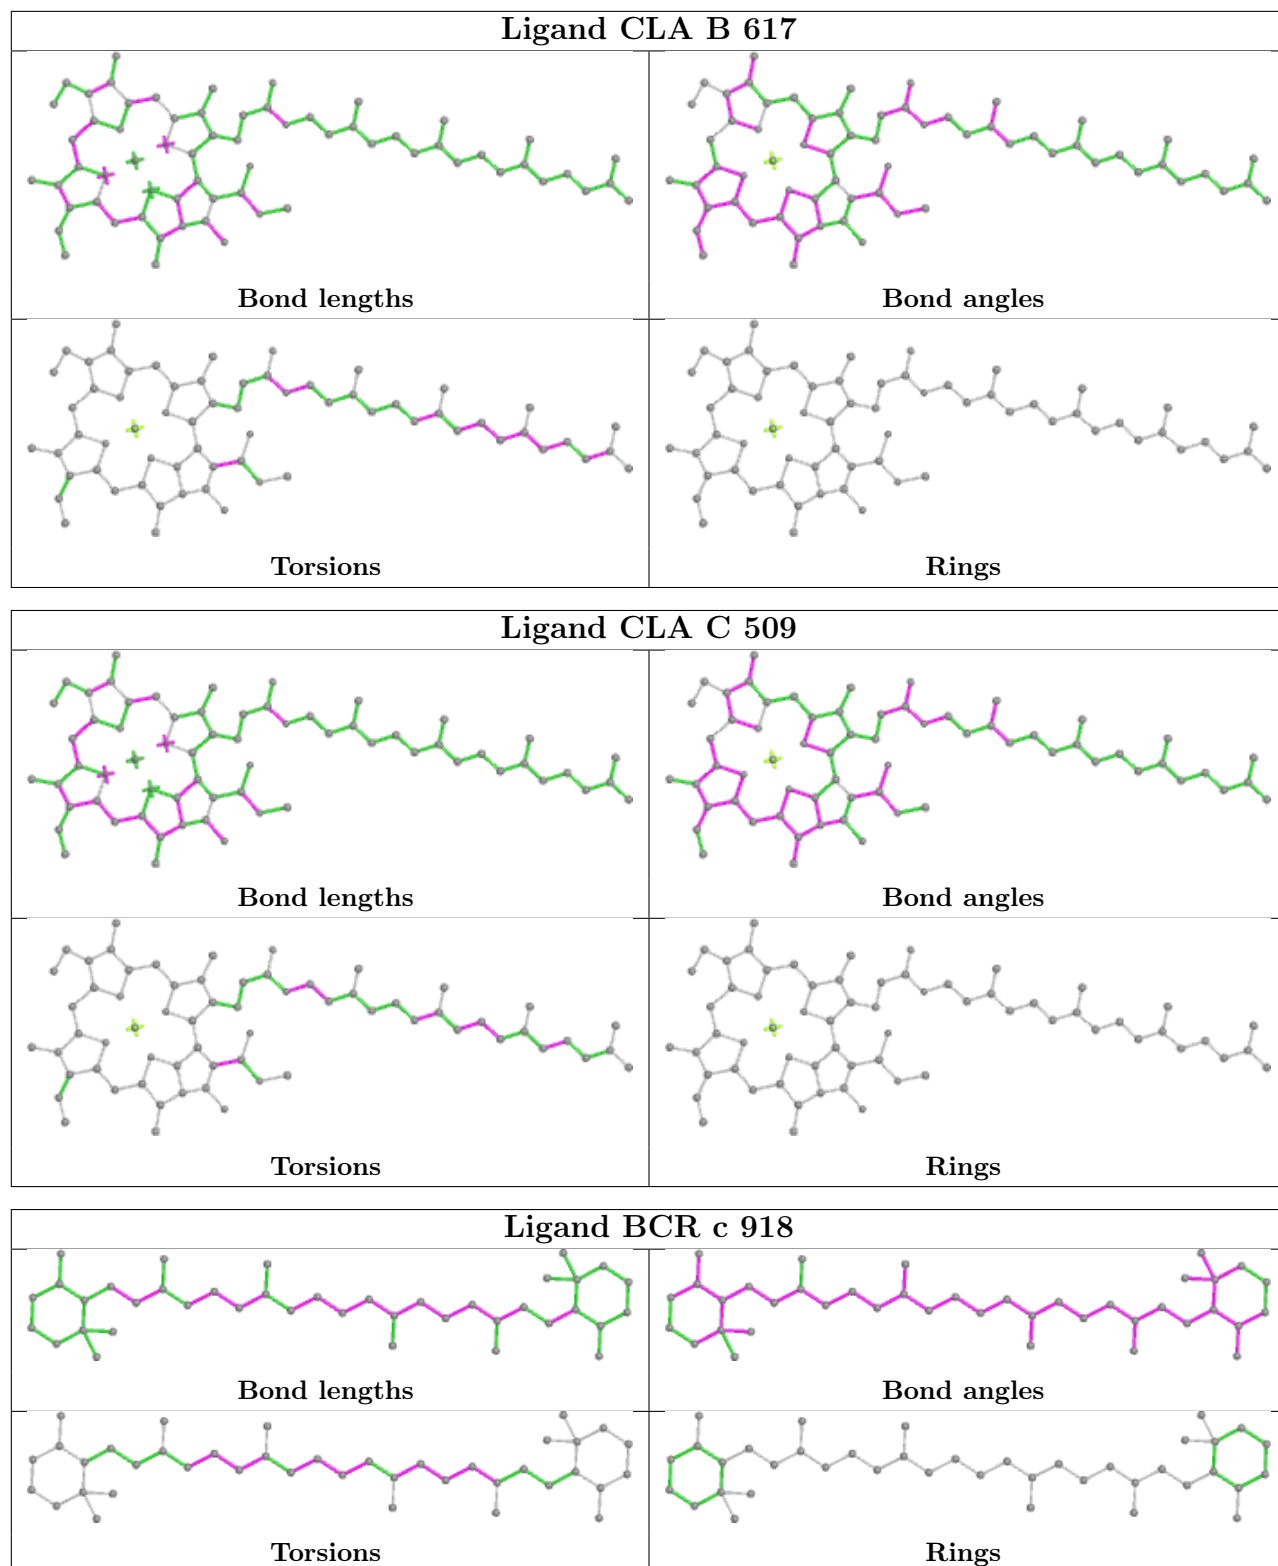 Ligand CLA B 617
Bond lengths
Bond angles
Torsions
Rings
Ligand CLA C 509
Bond lengths
Bond angles
Torsions
Rings
Ligand BCR c 918
Bond lengths
Bond angles
Torsions
Rings